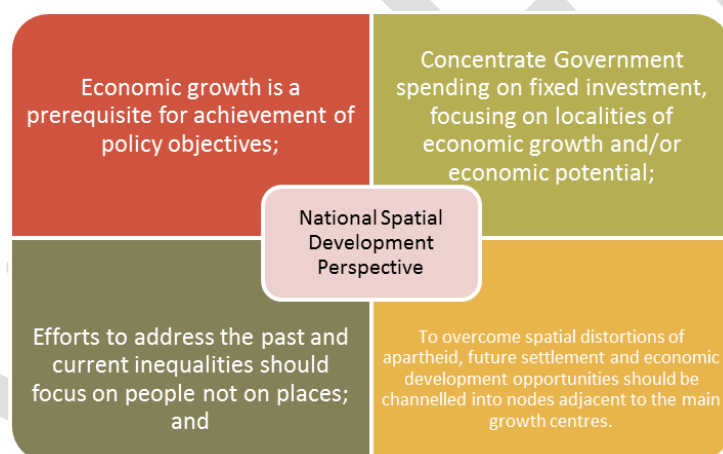 Economic growth is a
prerequisite for achievement of
policy objectives;
Concentrate Government
spending on fixed investment,
focusing on localities of
economic growth and/or
economic potential;
National Spatial
Development
Perspective
Efforts to address the past and
current inequalities should
focus on people not on places;
and
To overcome spatial distortions of
apartheid, future settlement and economic
development opportunities should be
channelled into nodes adjacent to the main
growth centres.